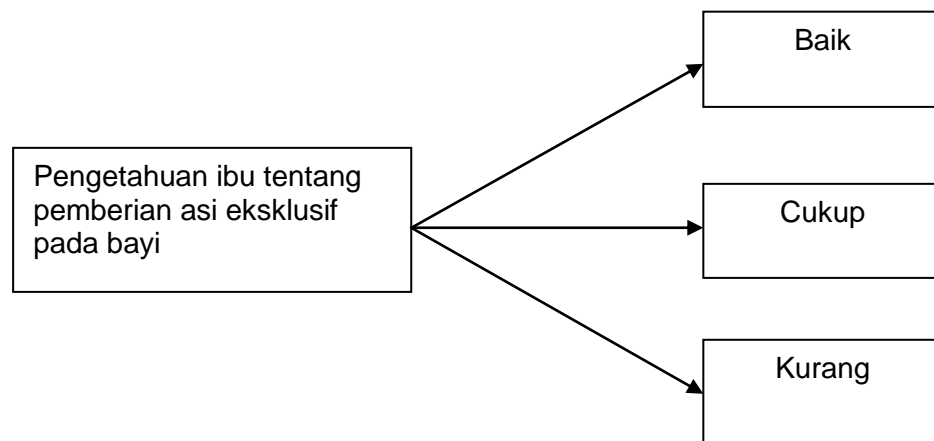 Baik
Pengetahuan ibu tentang
pemberian asi eksklusif
pada bayi
Cukup
Kurang